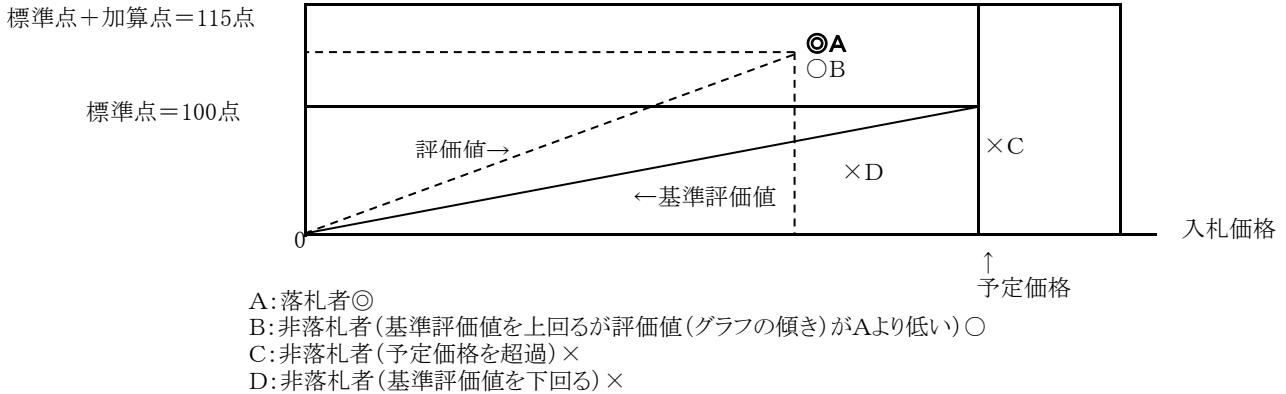 標準点＋加算点＝115点
◎A
○B
標準点＝100点
評価値→
×C
×D
←基準評価値
0
入札価格
↑
予定価格
A：落札者◎
B：非落札者（基準評価値を上回るが評価値（グラフの傾き）がAより低い）○
C：非落札者（予定価格を超過）×
D：非落札者（基準評価値を下回る）×